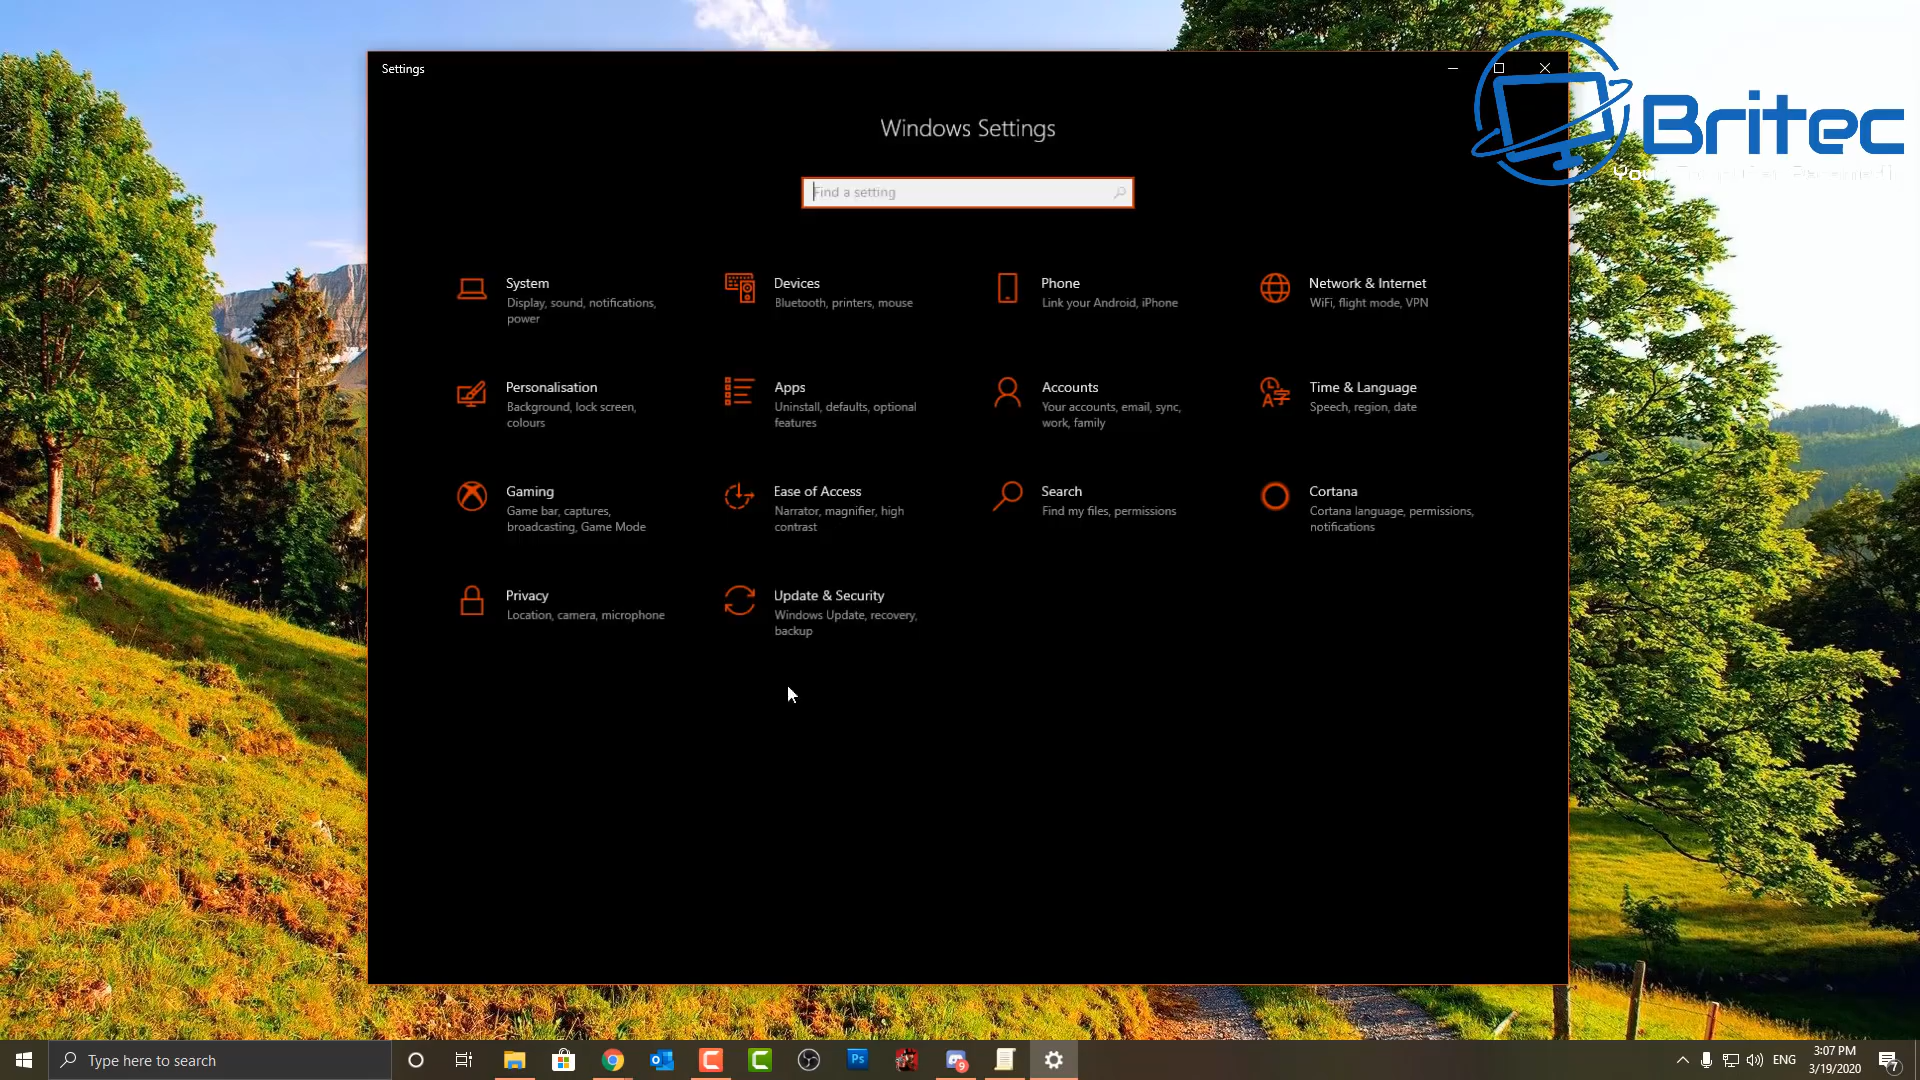 Settings
Britec
Windows Settings
Find a setting
System
Display, sound, notifications,
power
Devices
Bluetooth, printers, mouse
Phone
Link your Android, iPhone
Network & Internet
WiFi, flight mode, VPN
Personalisation
Background, lock screen,
colours
Apps
Uninstall, defaults, optional
features
Accounts
Your accounts, email, sync,
work, family
Time & Language
Speech, region, date
Gaming
Game bar, captures,
broadcasting, Game Mode
Ease of Access
Narrator, magnifier, high
contrast
Search
Find my files, permissions
Cortana
Cortana language, permissions,
notifications
Privacy
Location, camera, microphone
Update & Security
Windows Update, recovery,
backup
Type here to search
Ps
9
ENG
3:07 PM
3/19/2020
7